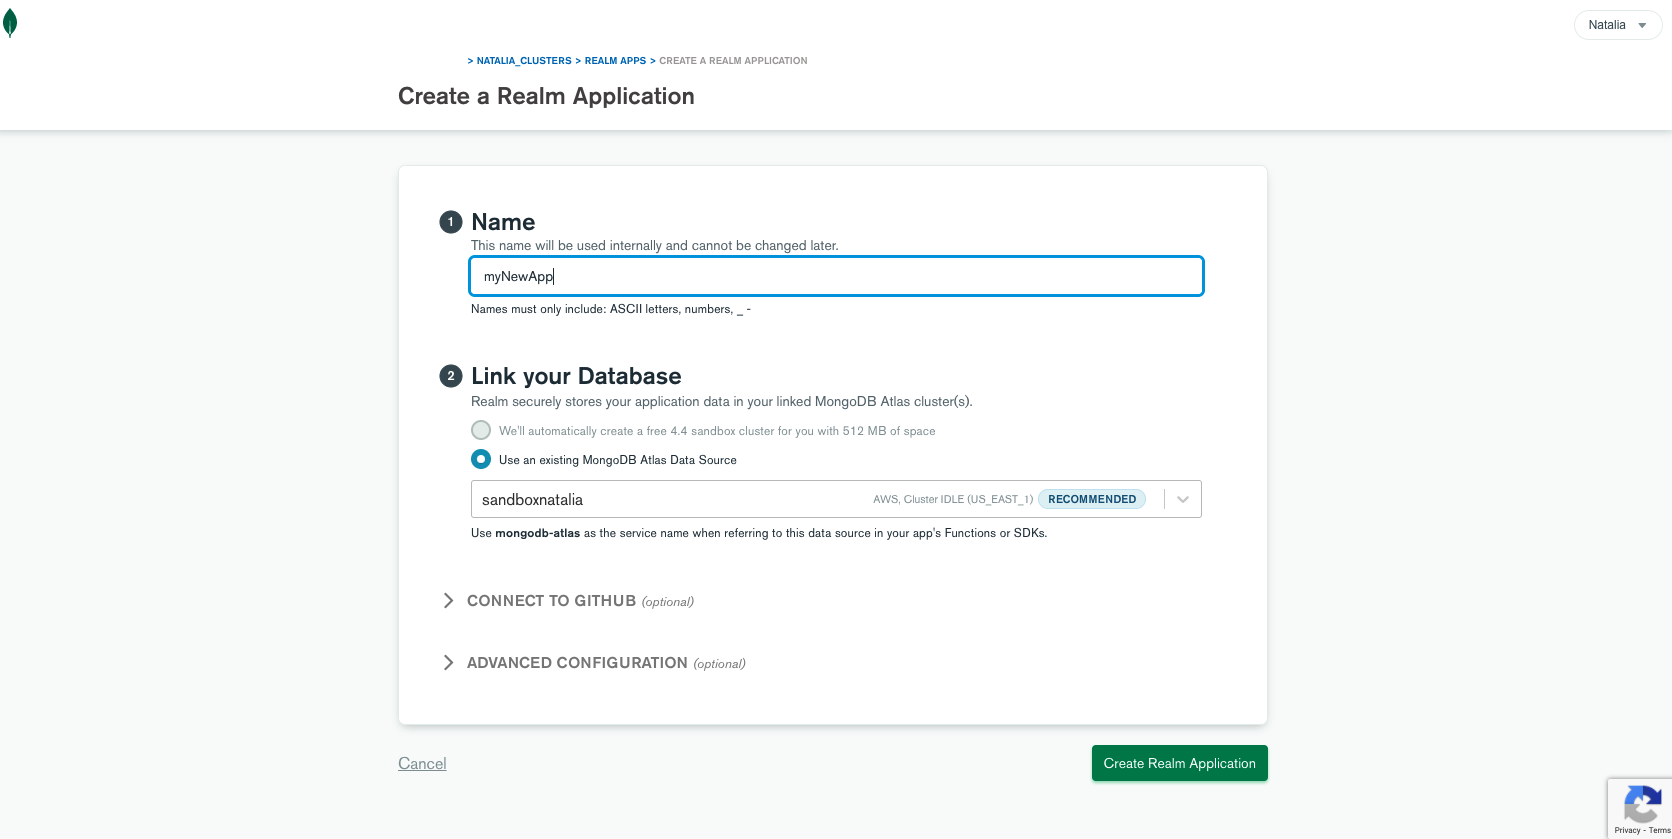 Natalia
> NATALIA_CLUSTERS > REALM APPS > CREATE A REALM APPLICATION
Create a Realm Application
1 Name
This name will be used internally and cannot be changed later.
myNewApp
Names must only include: ASCII letters, numbers, _ -
2 Link your Database
Realm securely stores your application data in your linked MongoDB Atlas cluster(s).
We'll automatically create a free 4.4 sandbox cluster for you with 512 MB of space
Use an existing MongoDB Atlas Data Source
sandboxnatalia AWS, Cluster IDLE (US_EAST_1) RECOMMENDED
Use mongodb-atlas as the service name when referring to this data source in your app's Functions or SDKs.
CONNECT TO GITHUB (optional)
ADVANCED CONFIGURATION (optional)
Cancel Create Realm Application
Privacy - Terms